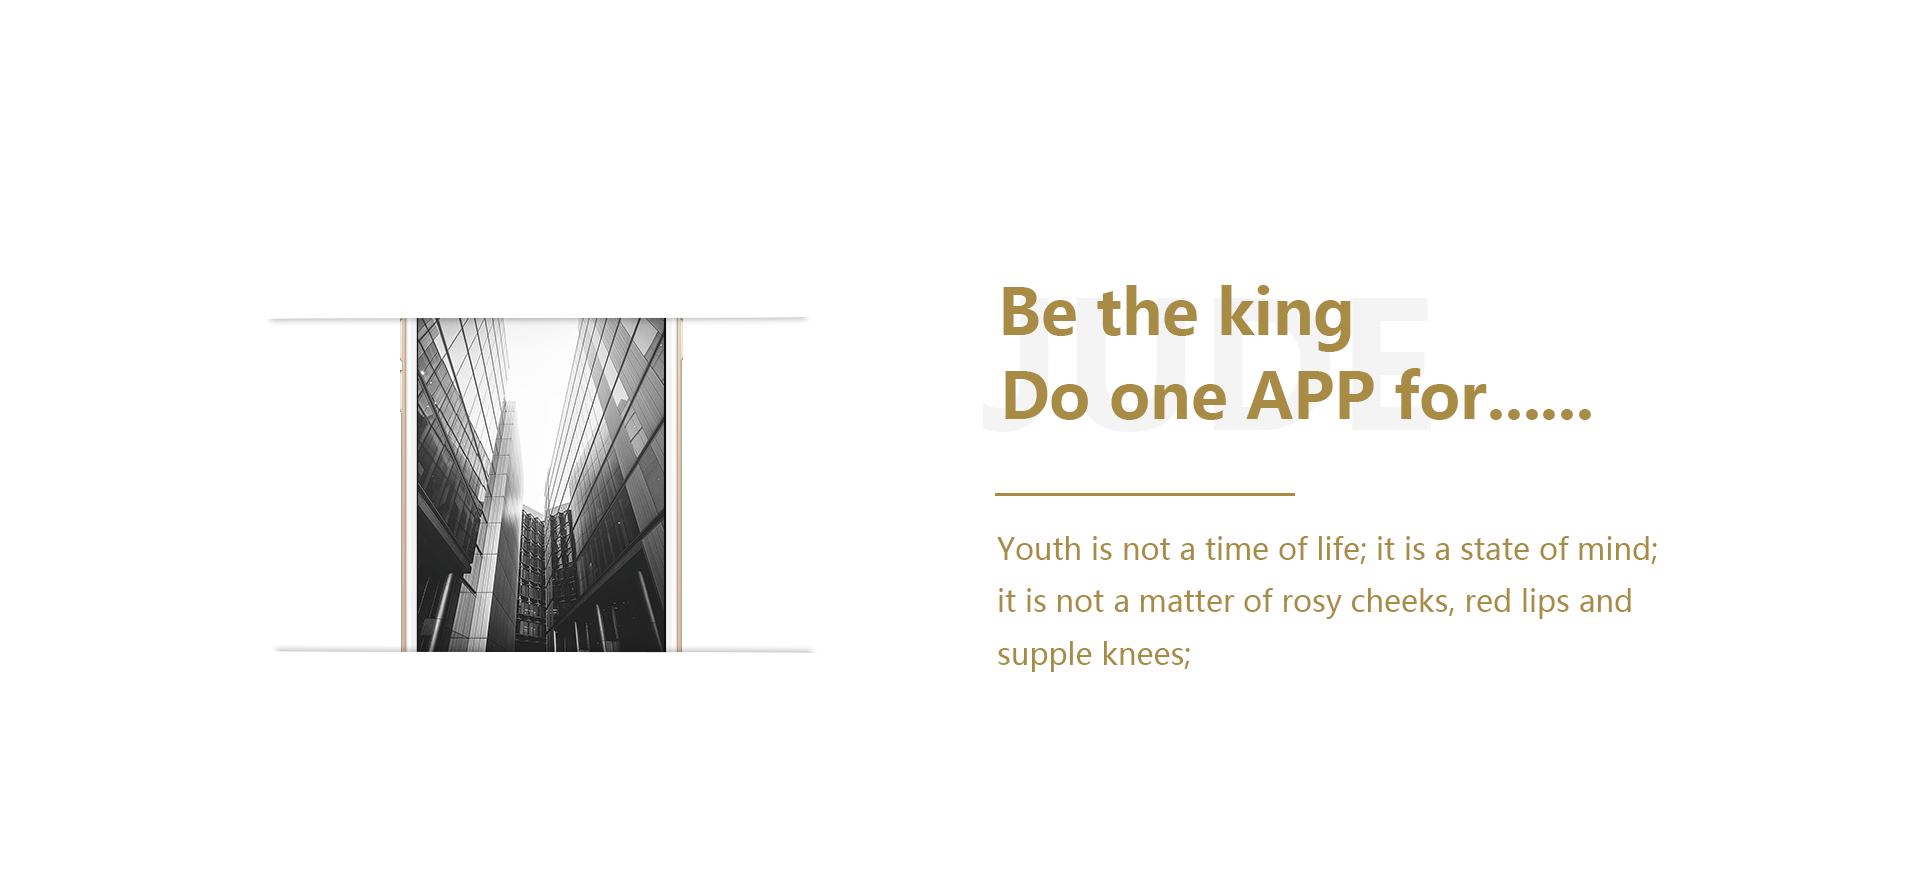 JUDE
Be the king
Do one APP for......
Youth is not a time of life; it is a state of mind;
it is not a matter of rosy cheeks, red lips and
supple knees;